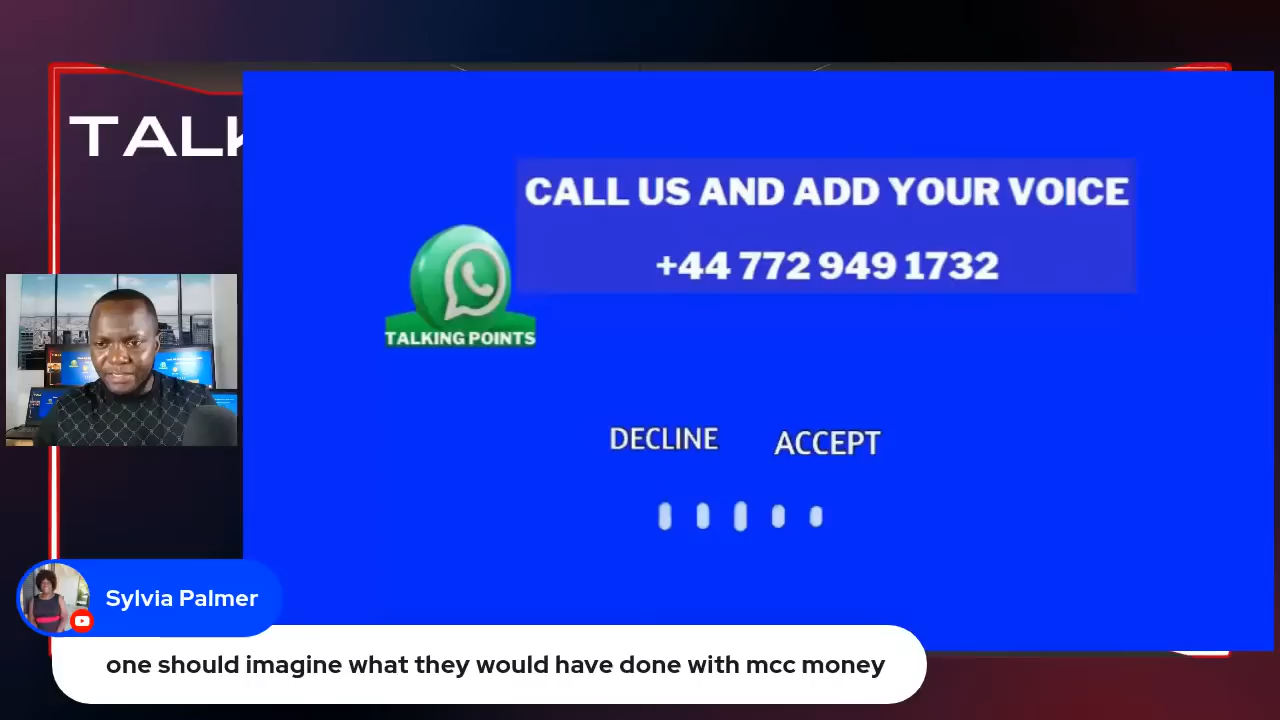 TALK
CALL US AND ADD YOUR VOICE
+44 772 949 1732
TALKING POINTS
DECLINE
ACCEPT
Sylvia Palmer
one should imagine what they would have done with mcc money